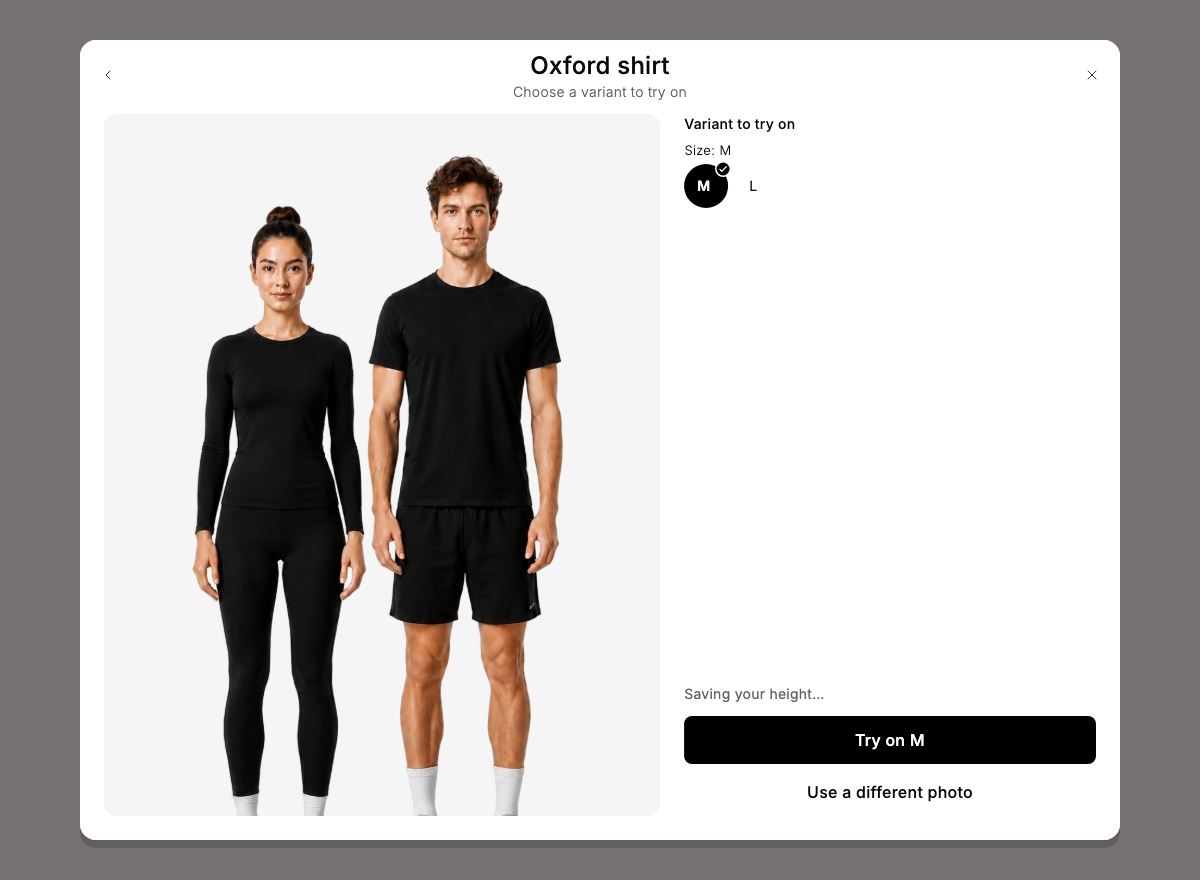 Oxford shirt
Choose a variant to try on
Variant to try on
Size: M
M
L
Saving your height...
Try on M
Use a different photo